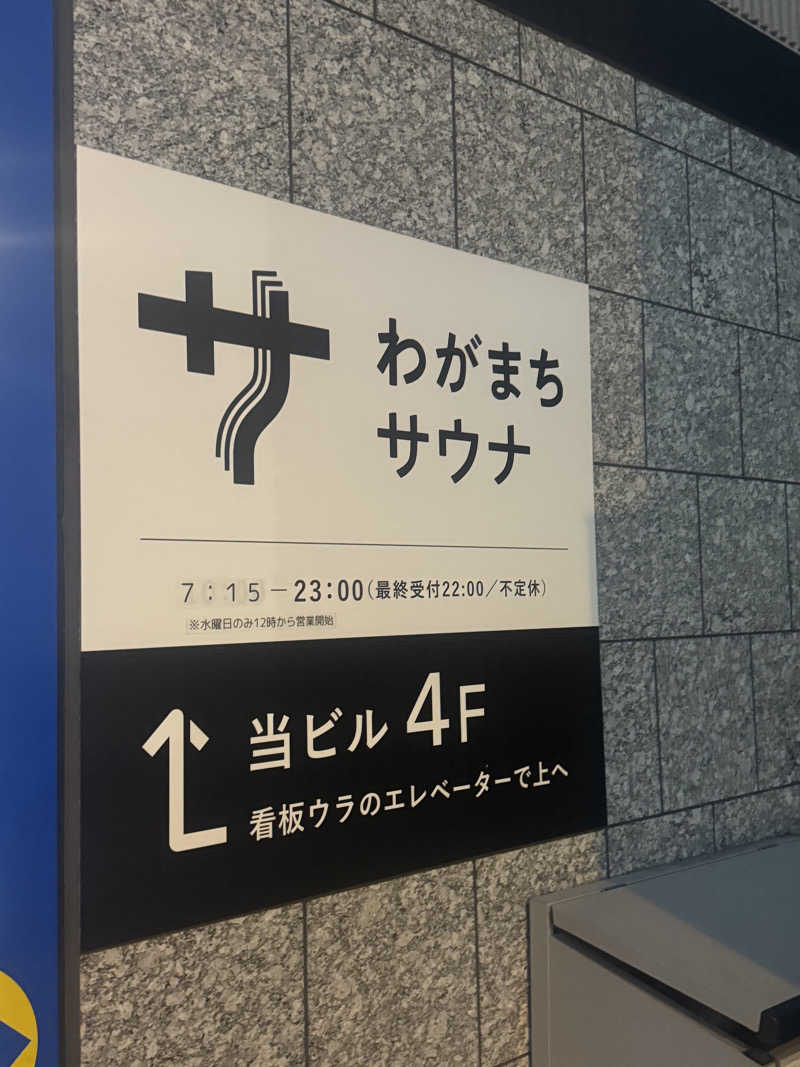 サ
わがまち
サウナ
7：15－23:00(最終受付22:00／不定休)
※水曜日のみ12時から営業開始
当ビル 4F
看板ウラのエレベーターで上へ